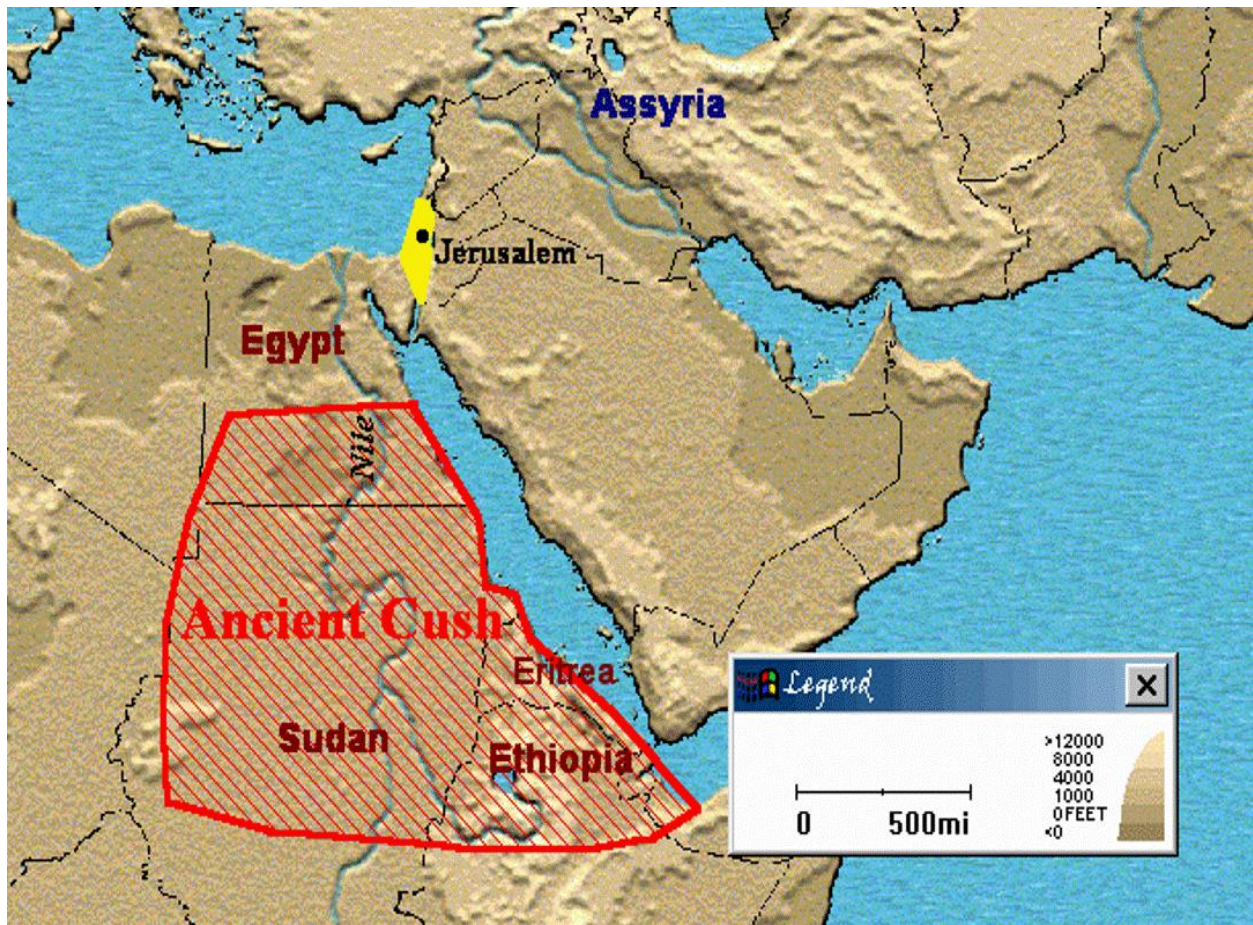 Assyria
Jerusalem
Egypt
Nile
Ancient Cush
Eritrea
Sudan
Ethiopia
Legend
>12000
8000
4000
1000
0FEET
<0
0 500mi